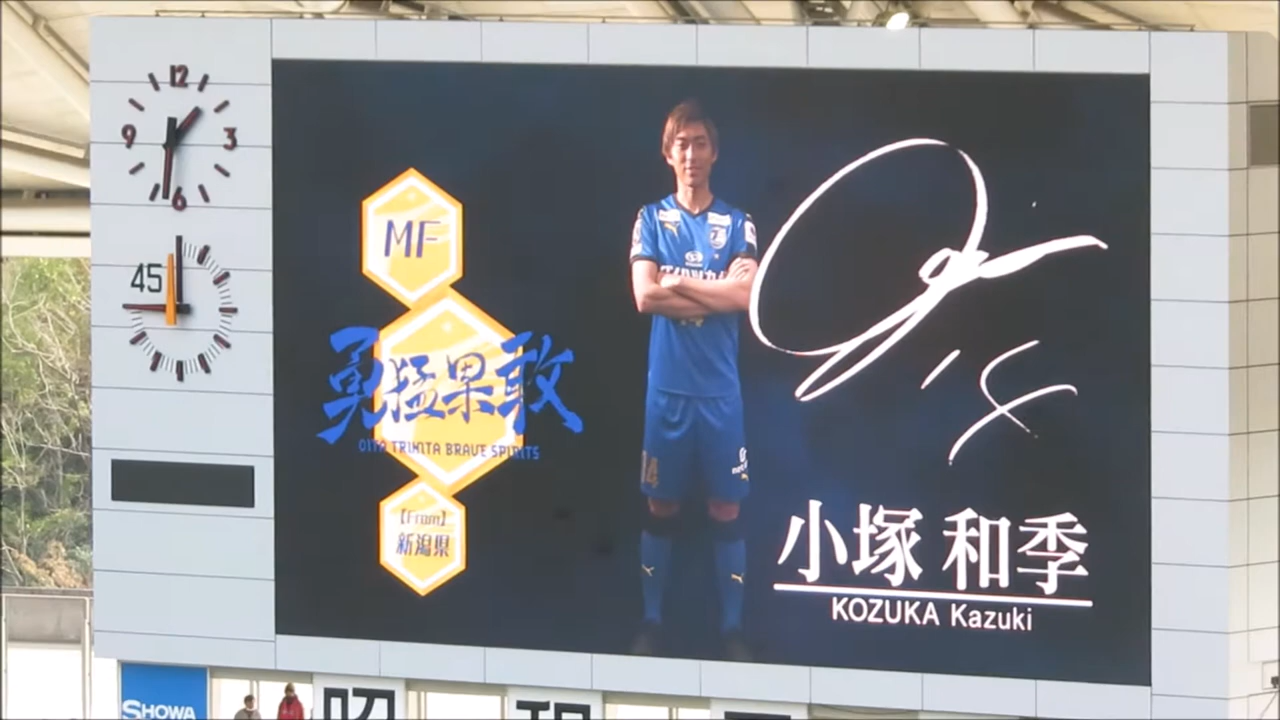 12
9
3
6
45
MF
勇猛果敢
OITA TRINITA BRAVE SPIRITS
【From】
新潟県
14
小塚 和季
KOZUKA Kazuki
SHOWA